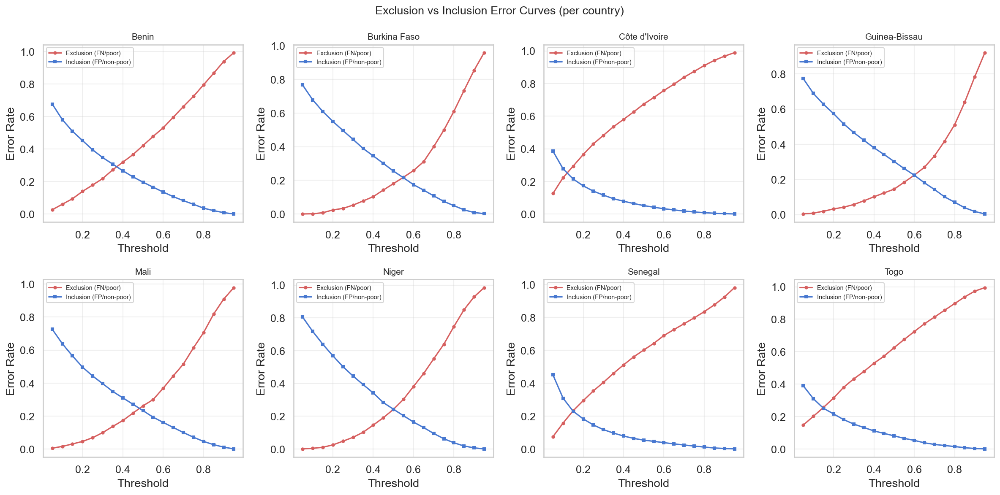 Exclusion vs Inclusion Error Curves (per country)
Benin
Exclusion (FN/poor)
Inclusion (FP/non-poor)
1.0
0.8
0.6
0.4
0.2
0.0
Error Rate
0.2 0.4 0.6 0.8
Threshold
Burkina Faso
Exclusion (FN/poor)
Inclusion (FP/non-poor)
1.0
0.8
0.6
0.4
0.2
0.0
Error Rate
0.2 0.4 0.6 0.8
Threshold
Côte d'Ivoire
Exclusion (FN/poor)
Inclusion (FP/non-poor)
1.0
0.8
0.6
0.4
0.2
0.0
Error Rate
0.2 0.4 0.6 0.8
Threshold
Guinea-Bissau
Exclusion (FN/poor)
Inclusion (FP/non-poor)
0.8
0.6
0.4
0.2
0.0
Error Rate
0.2 0.4 0.6 0.8
Threshold
Mali
Exclusion (FN/poor)
Inclusion (FP/non-poor)
1.0
0.8
0.6
0.4
0.2
0.0
Error Rate
0.2 0.4 0.6 0.8
Threshold
Niger
Exclusion (FN/poor)
Inclusion (FP/non-poor)
1.0
0.8
0.6
0.4
0.2
0.0
Error Rate
0.2 0.4 0.6 0.8
Threshold
Senegal
Exclusion (FN/poor)
Inclusion (FP/non-poor)
1.0
0.8
0.6
0.4
0.2
0.0
Error Rate
0.2 0.4 0.6 0.8
Threshold
Togo
Exclusion (FN/poor)
Inclusion (FP/non-poor)
1.0
0.8
0.6
0.4
0.2
0.0
Error Rate
0.2 0.4 0.6 0.8
Threshold